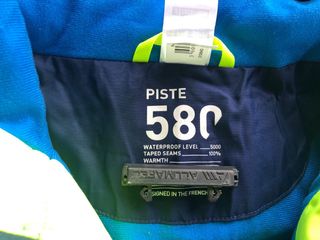 PISTE
580
WATERPROOF LEVEL 5000
TAPED SEAMS 100%
WARMTH
DESIGNED IN THE FRENCH